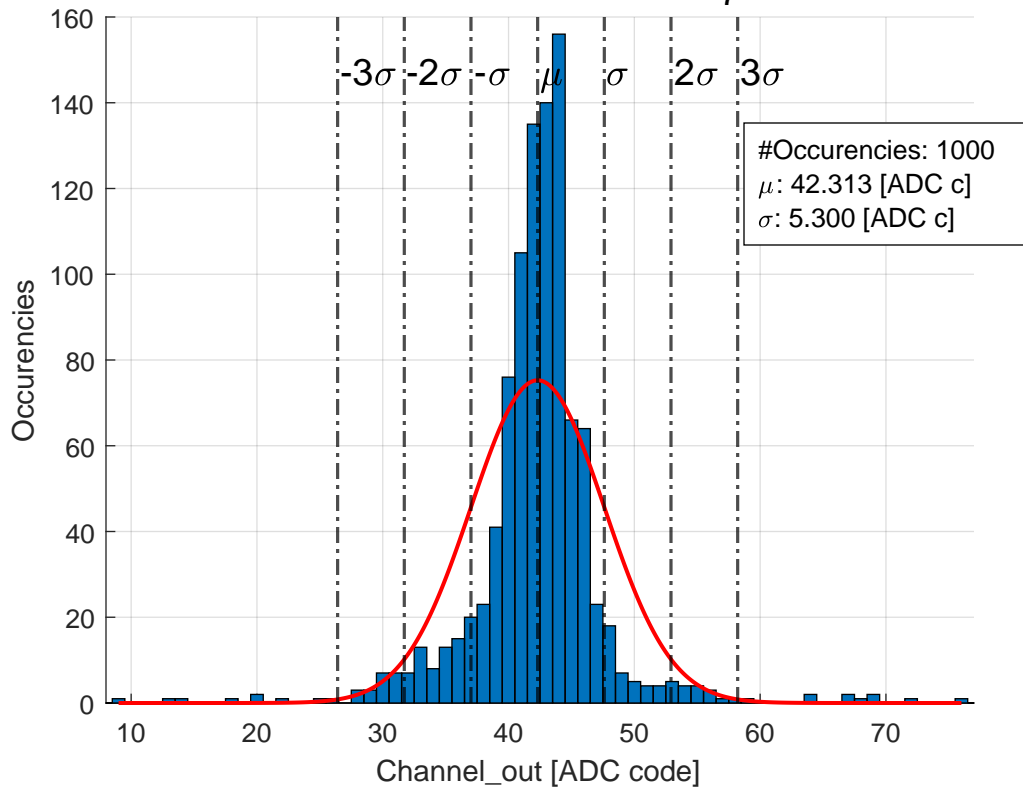 160
140
120
100
80
60
40
20
0
Occurencies
-3σ -2σ -σ μ σ 2σ 3σ
#Occurencies: 1000
μ: 42.313 [ADC c]
σ: 5.300 [ADC c]
10 20 30 40 50 60 70
Channel_out [ADC code]